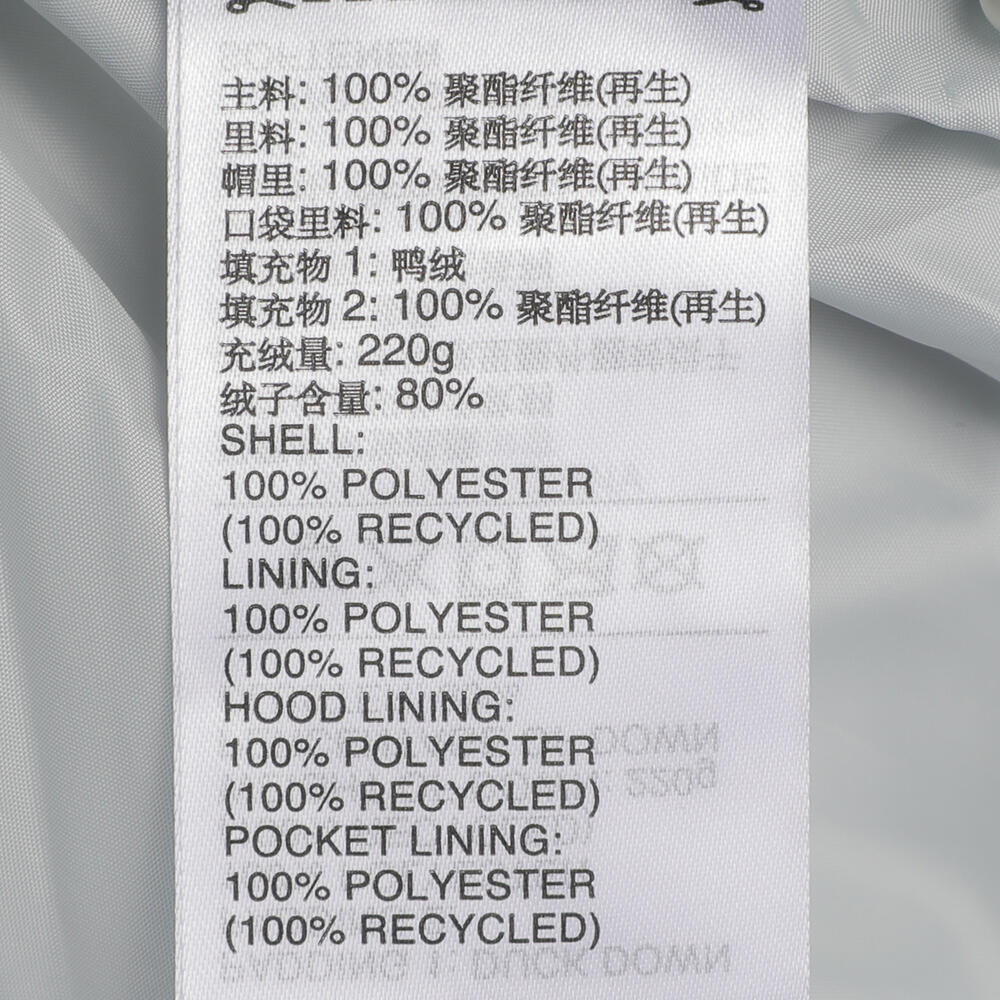 主料: 100% 聚酯纤维(再生)
里料: 100% 聚酯纤维(再生)
帽里: 100% 聚酯纤维(再生)
口袋里料: 100% 聚酯纤维(再生)
填充物 1: 鸭绒
填充物 2: 100% 聚酯纤维(再生)
充绒量: 220g
绒子含量: 80%
SHELL:
100% POLYESTER
(100% RECYCLED)
LINING:
100% POLYESTER
(100% RECYCLED)
HOOD LINING:
100% POLYESTER
(100% RECYCLED)
POCKET LINING:
100% POLYESTER
(100% RECYCLED)